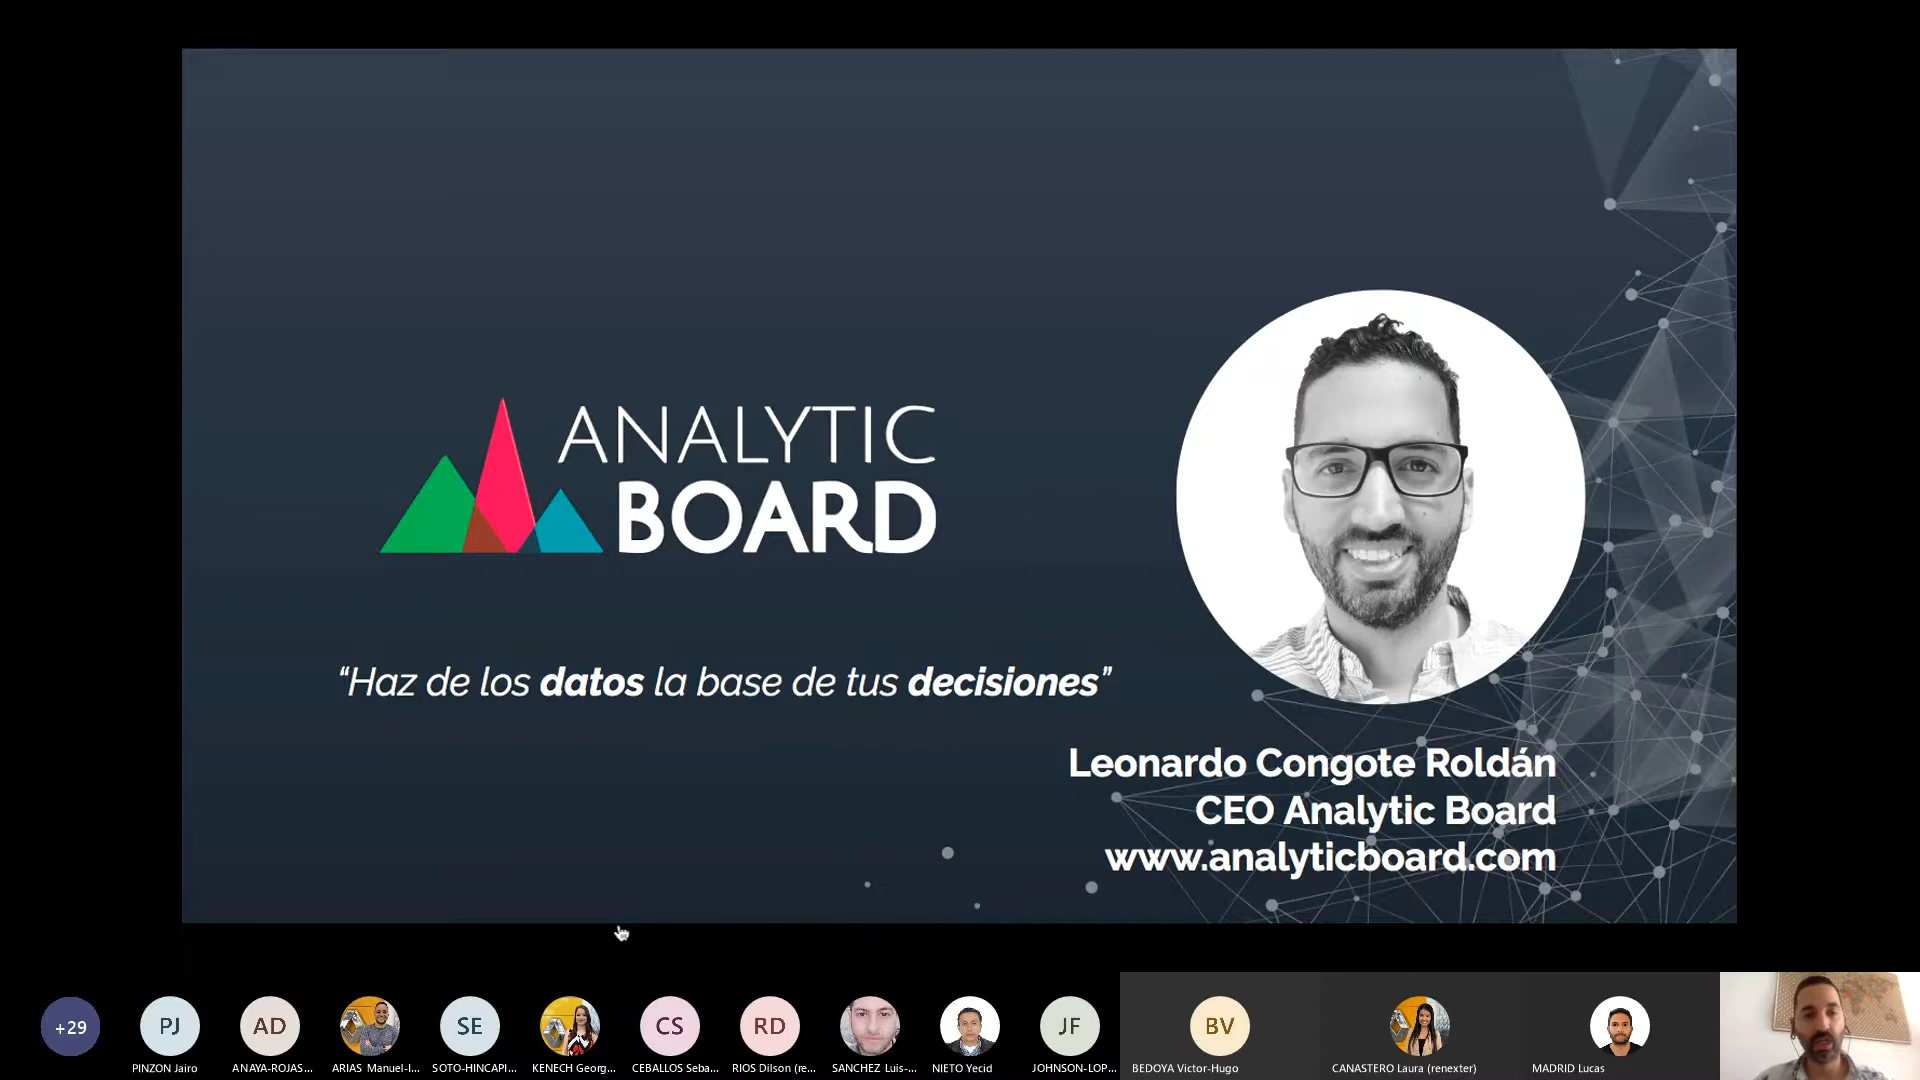 ANALYTIC
BOARD
“Haz de los datos la base de tus decisiones”
Leonardo Congote Roldán
CEO Analytic Board
www.analyticboard.com
+29
PJ
AD
SE
CS
RD
JF
BV
PINZON Jairo
ANAYA-ROJAS...
ARIAS Manuel-I...
SOTO-HINCAPI...
KENECH Georg...
CEBALLOS Seba...
RIOS Dilson (re...
SANCHEZ Luis-...
NIETO Yecid
JOHNSON-LOP...
BEDOYA Victor-Hugo
CANASTERO Laura (renexter)
MADRID Lucas